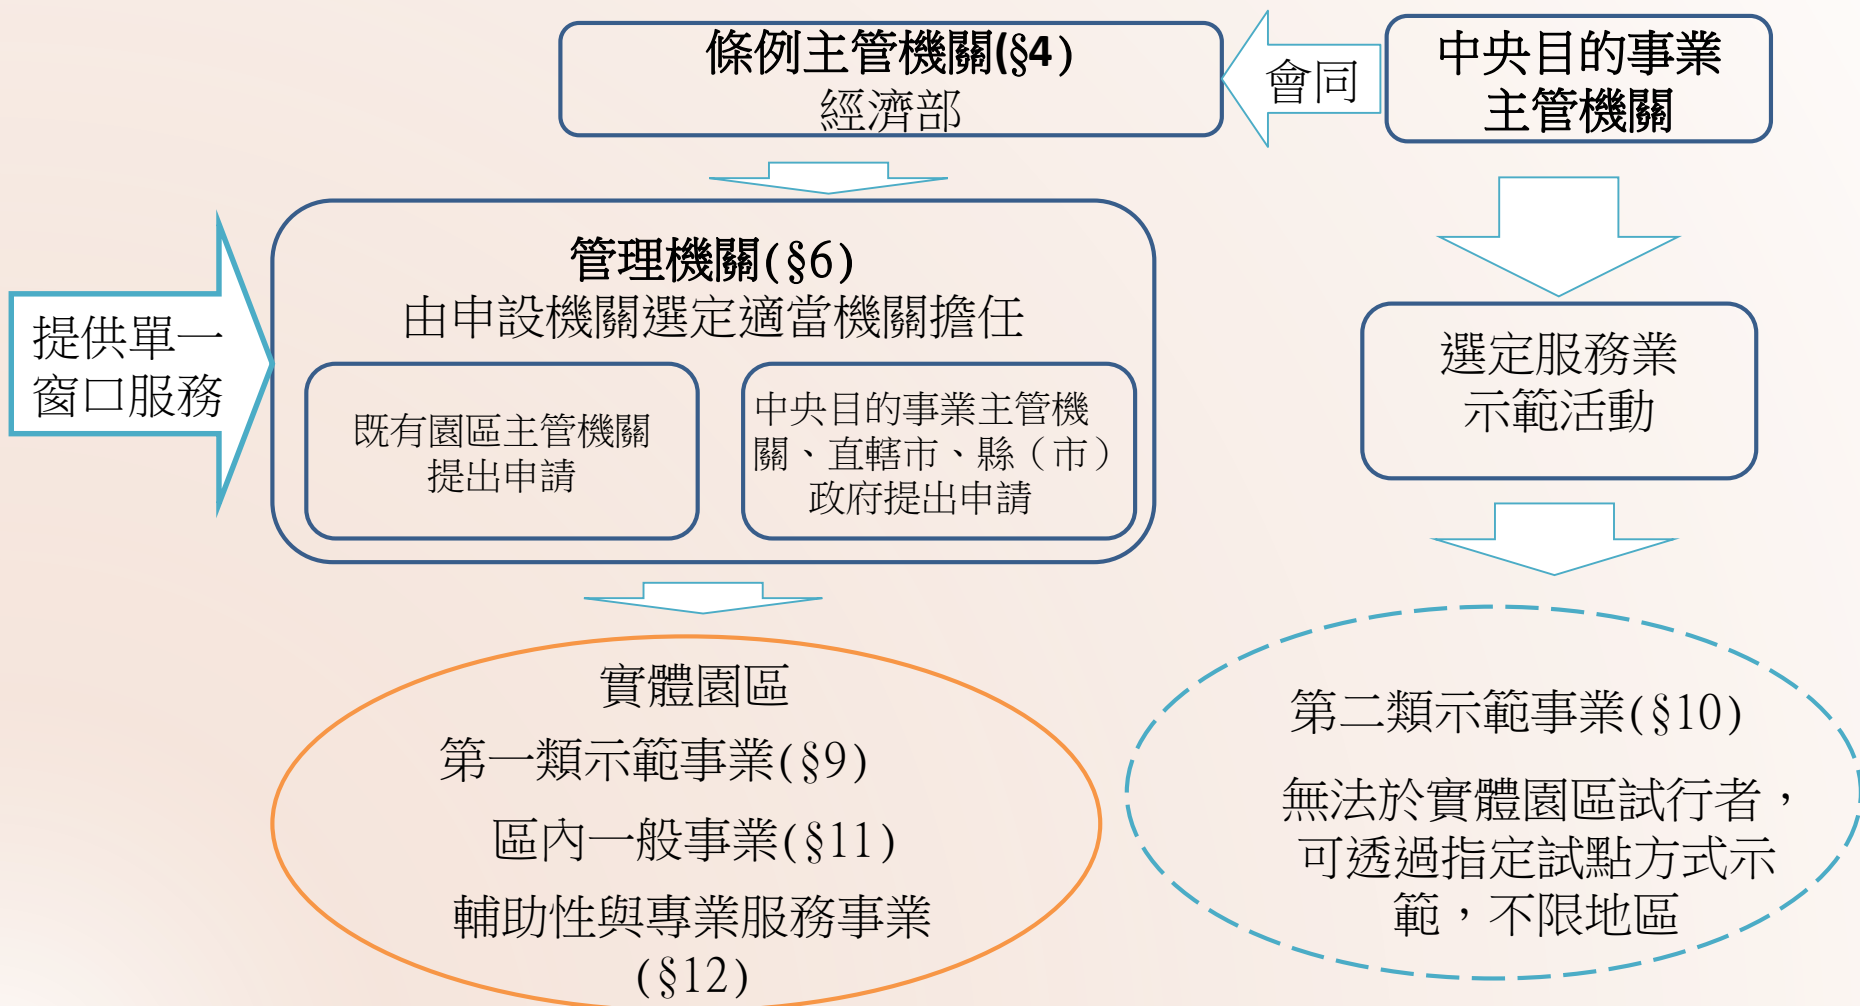 條例主管機關(§4)
經濟部
會同
中央目的事業
主管機關
管理機關(§6)
由申設機關選定適當機關擔任
提供單一
窗口服務
既有園區主管機關
提出申請
中央目的事業主管機
關、直轄市、縣（市）
政府提出申請
選定服務業
示範活動
實體園區
第一類示範事業(§9)
區內一般事業(§11)
輔助性與專業服務事業
(§12)
第二類示範事業(§10)
無法於實體園區試行者，
可透過指定試點方式示
範，不限地區